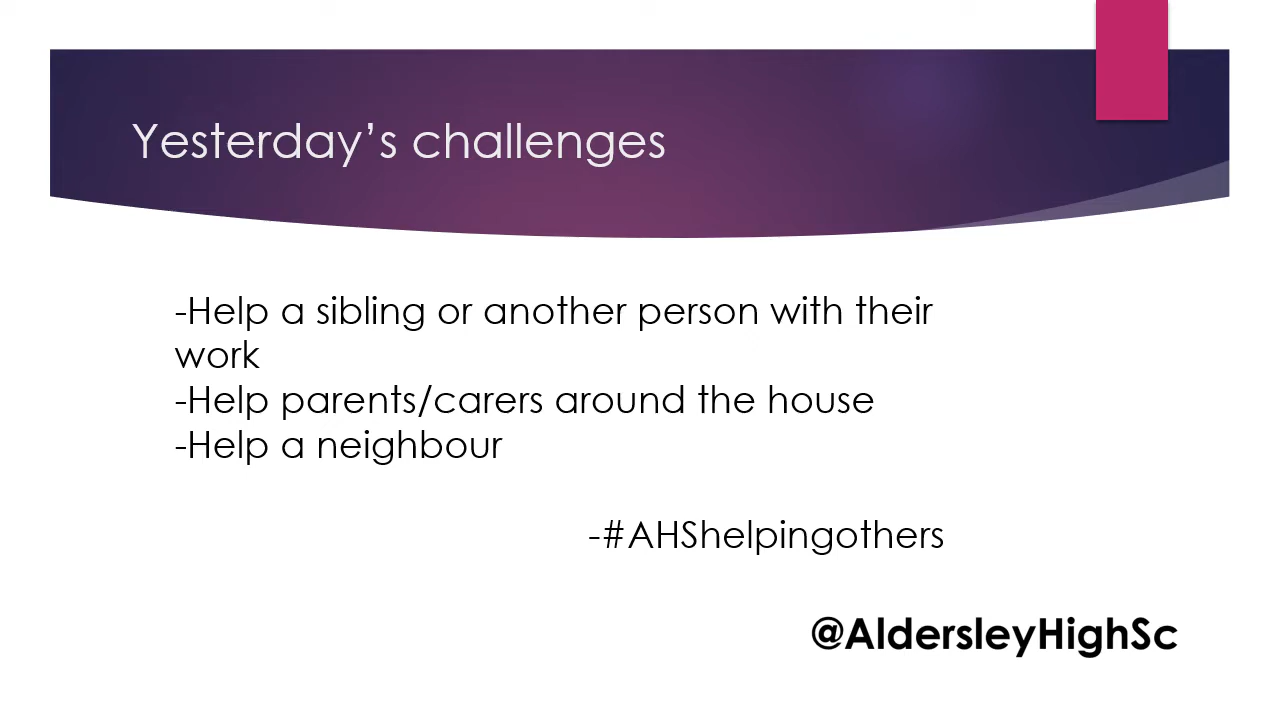 Yesterday’s challenges
-Help a sibling or another person with their
work
-Help parents/carers around the house
-Help a neighbour
-#AHShelpingothers
@AldersleyHighSc